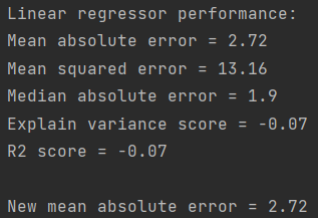 Linear regressor performance:
Mean absolute error = 2.72
Mean squared error = 13.16
Median absolute error = 1.9
Explain variance score = -0.07
R2 score = -0.07
New mean absolute error = 2.72